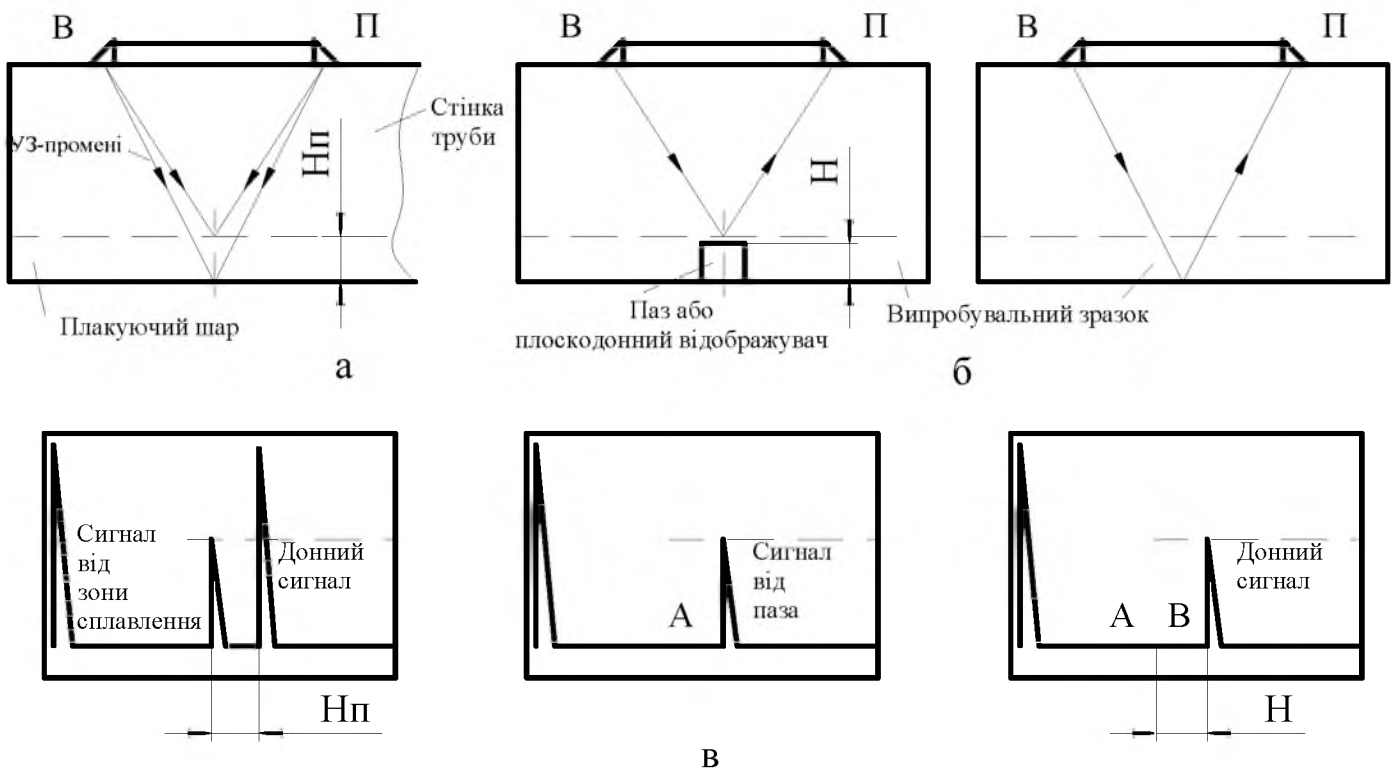 В П
УЗ-промені
Стінка
труби
Нп
Плакуючий шар
а
В П
Н
Паз або
плоскодонний відображувач
В П
Випробувальний зразок
б
Сигнал
від
зони
сплавлення
Донний
сигнал
Нп
А
Сигнал
від
паза
А В
Донний
сигнал
Н
в